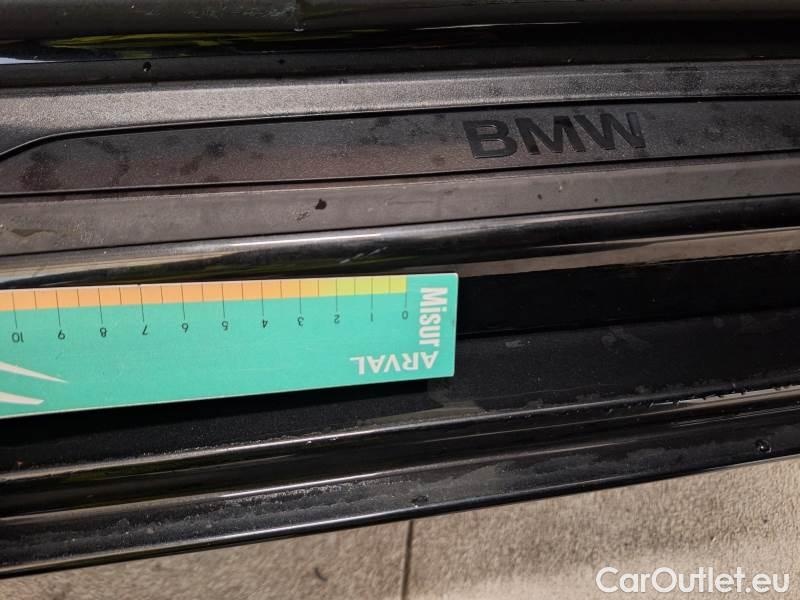 BMW
ARVAL
Misur
0 1 2 3 4 5 6 7 8 9 10
CarOutlet.eu